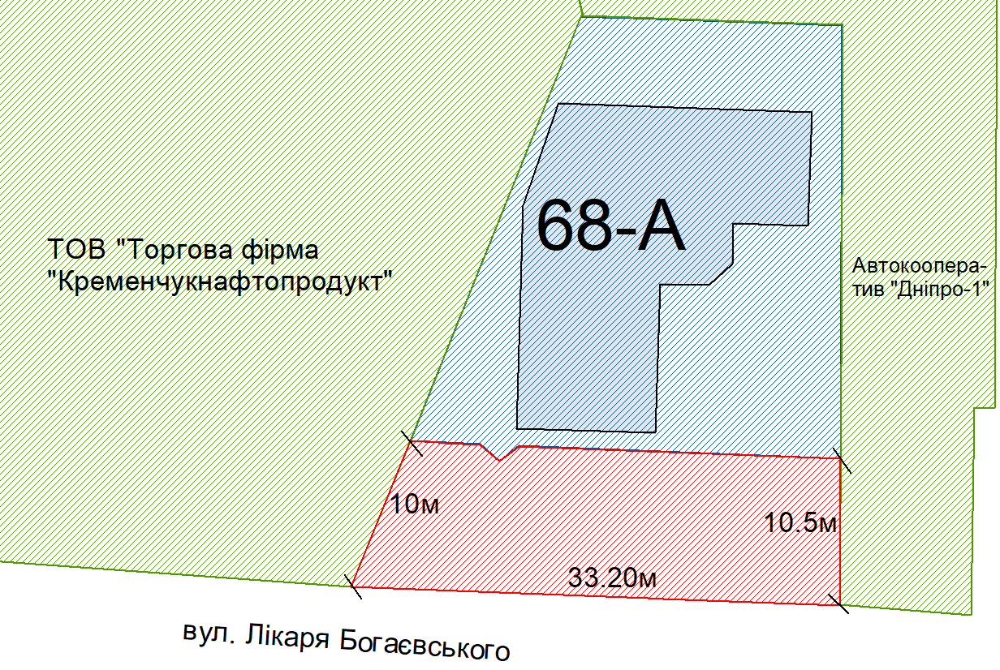 68-А
ТОВ "Торгова фірма
"Кременчукнафтопродукт"
Автокоопера-
тив "Дніпро-1"
10м
10.5м
33.20м
вул. Лікаря Богаєвського